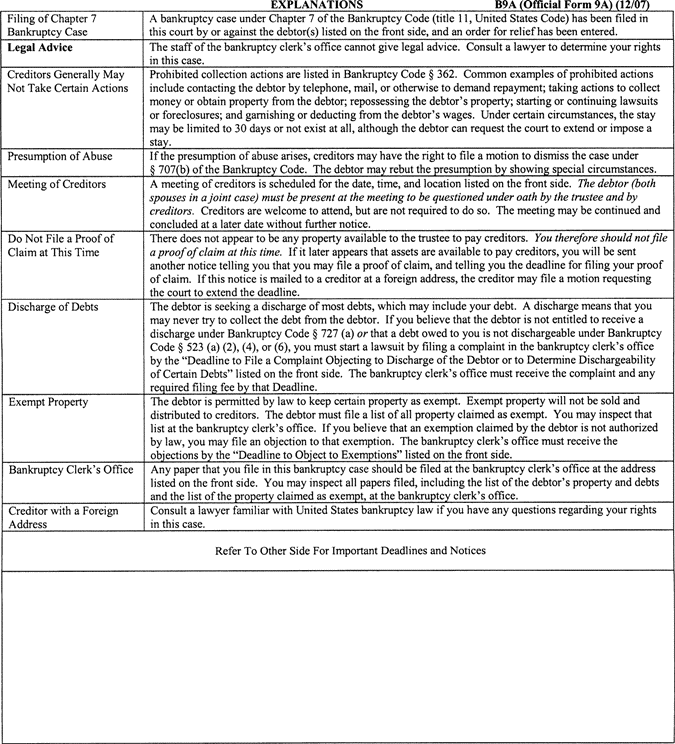 EXPLANATIONS B9A (Official Form 9A) (12/07)
Filing of Chapter 7 A bankruptcy case under Chapter 7 of the Bankruptcy Code (title 11, United States Code) has been filed in
Bankruptcy Case this court by or against the debtor(s) listed on the front side, and an order for relief has been entered.
Legal Advice The staff of the bankruptcy clerk's office cannot give legal advice. Consult a lawyer to determine your rights
in this case.
Creditors Generally May Prohibited collection actions are listed in Bankruptcy Code § 362. Common examples of prohibited actions
Not Take Certain Actions include contacting the debtor by telephone, mail, or otherwise to demand repayment; taking actions to collect
money or obtain property from the debtor; repossessing the debtor's property; starting or continuing lawsuits
or foreclosures; and garnishing or deducting from the debtor's wages. Under certain circumstances, the stay
may be limited to 30 days or not exist at all, although the debtor can request the court to extend or impose a
stay.
Presumption of Abuse If the presumption of abuse arises, creditors may have the right to file a motion to dismiss the case under
§ 707(b) of the Bankruptcy Code. The debtor may rebut the presumption by showing special circumstances.
Meeting of Creditors A meeting of creditors is scheduled for the date, time, and location listed on the front side. The debtor (both
spouses in a joint case) must be present at the meeting to be questioned under oath by the trustee and by
creditors. Creditors are welcome to attend, but are not required to do so. The meeting may be continued and
concluded at a later date without further notice.
Do Not File a Proof of There does not appear to be any property available to the trustee to pay creditors. You therefore should not file
Claim at This Time a proof of claim at this time. If it later appears that assets are available to pay creditors, you will be sent
another notice telling you that you may file a proof of claim, and telling you the deadline for filing your proof
of claim. If this notice is mailed to a creditor at a foreign address, the creditor may file a motion requesting
the court to extend the deadline.
Discharge of Debts The debtor is seeking a discharge of most debts, which may include your debt. A discharge means that you
may never try to collect the debt from the debtor. If you believe that the debtor is not entitled to receive a
discharge under Bankruptcy Code § 727 (a) or that a debt owed to you is not dischargeable under Bankruptcy
Code § 523 (a) (2), (4), or (6), you must start a lawsuit by filing a complaint in the bankruptcy clerk's office
by the "Deadline to File a Complaint Objecting to Discharge of the Debtor or to Determine Dischargeability
of Certain Debts" listed on the front side. The bankruptcy clerk's office must receive the complaint and any
required filing fee by that Deadline.
Exempt Property The debtor is permitted by law to keep certain property as exempt. Exempt property will not be sold and
distributed to creditors. The debtor must file a list of all property claimed as exempt. You may inspect that
list at the bankruptcy clerk's office. If you believe that an exemption claimed by the debtor is not authorized
by law, you may file an objection to that exemption. The bankruptcy clerk's office must receive the
objections by the "Deadline to Object to Exemptions" listed on the front side.
Bankruptcy Clerk's Office Any paper that you file in this bankruptcy case should be filed at the bankruptcy clerk's office at the address
listed on the front side. You may inspect all papers filed, including the list of the debtor's property and debts
and the list of the property claimed as exempt, at the bankruptcy clerk's office.
Creditor with a Foreign Consult a lawyer familiar with United States bankruptcy law if you have any questions regarding your rights
Address in this case.
Refer To Other Side For Important Deadlines and Notices